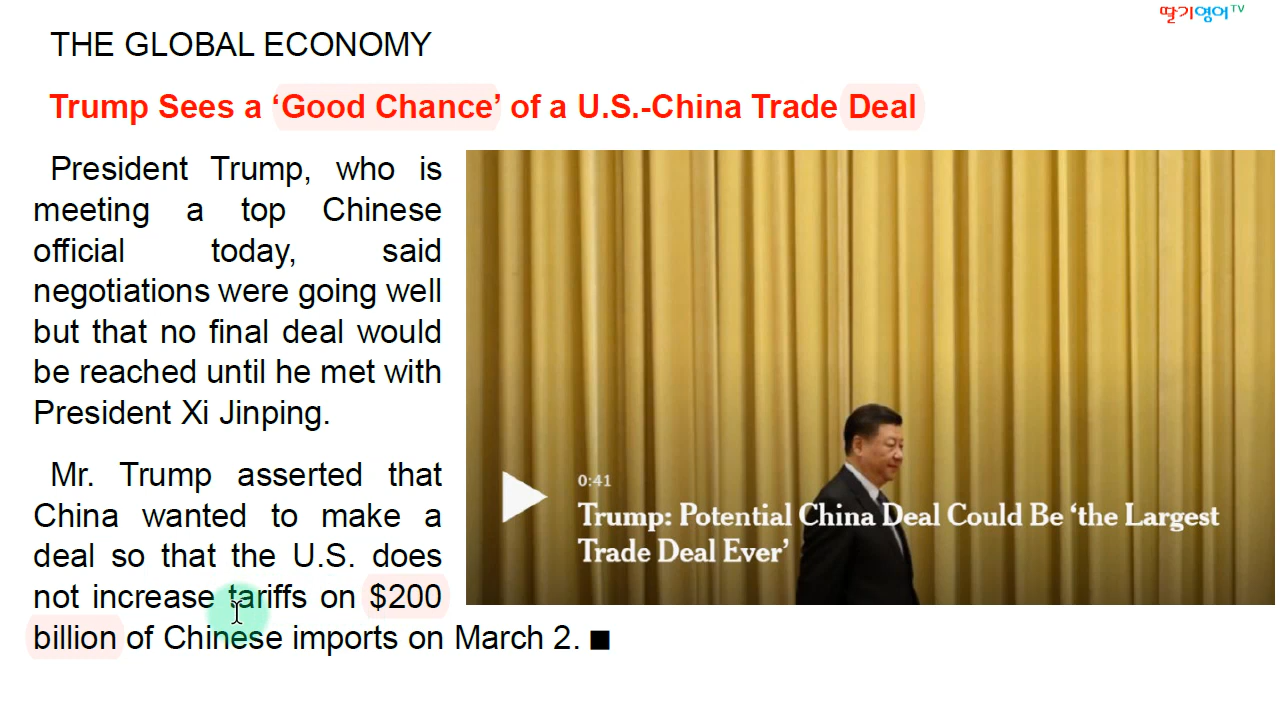 딸기영어TV
THE GLOBAL ECONOMY
Trump Sees a ‘Good Chance’ of a U.S.-China Trade Deal
President Trump, who is
meeting a top Chinese
official today, said
negotiations were going well
but that no final deal would
be reached until he met with
President Xi Jinping.
Mr. Trump asserted that
China wanted to make a
deal so that the U.S. does
not increase tariffs on $200
billion of Chinese imports on March 2. ■
0:41
Trump: Potential China Deal Could Be ‘the Largest
Trade Deal Ever’